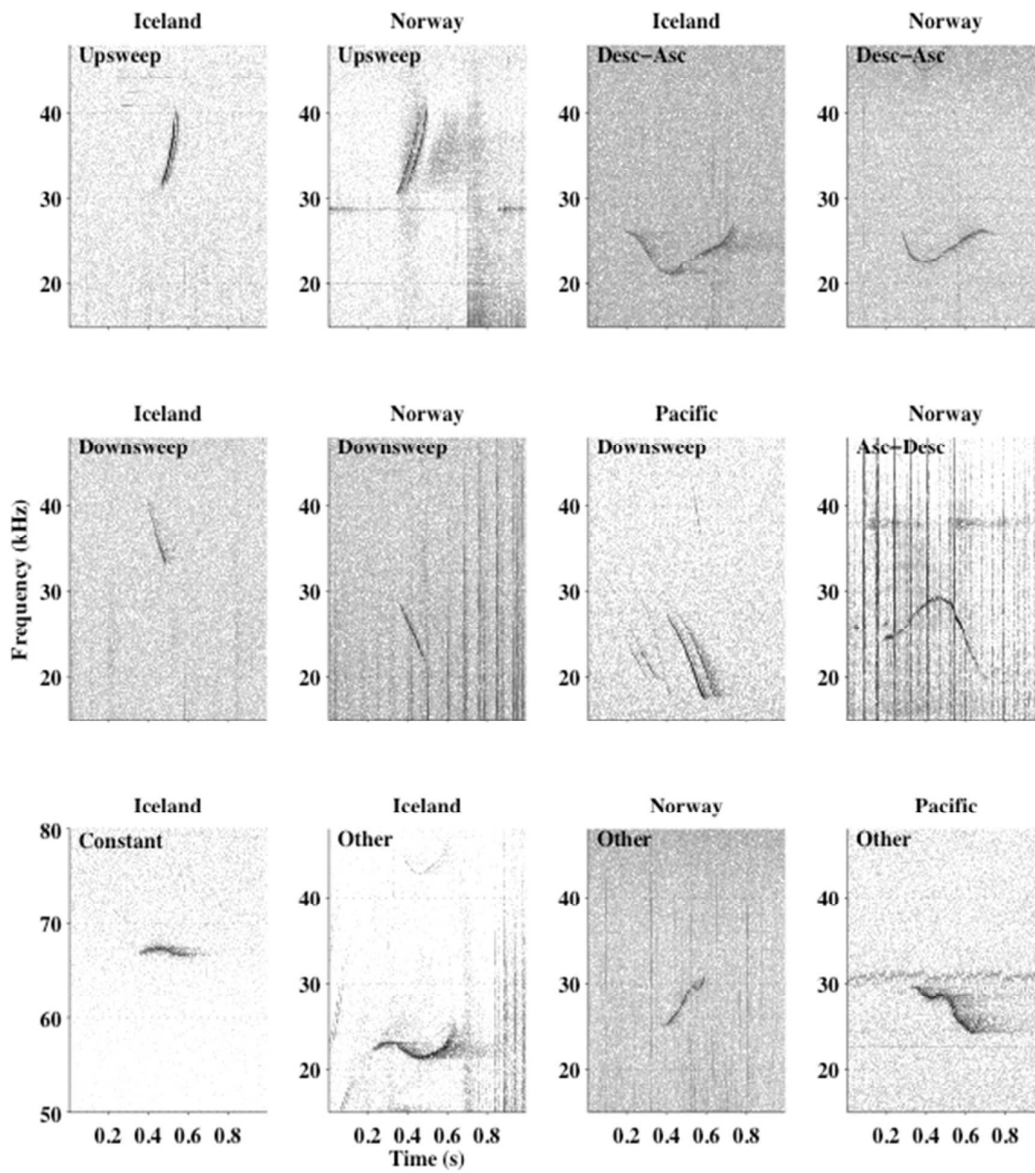 Iceland Norway Iceland Norway
Upsweep Upsweep Desc-Asc Desc-Asc
40 40 40 40
30 30 30 30
20 20 20 20
Iceland Norway Pacific Norway
Downsweep Downsweep Downsweep Asc-Desc
40 40 40 40
30 30 30 30
20 20 20 20
Frequency (kHz)
Iceland Iceland Norway Pacific
80
Constant Other Other Other
70 40 40 40
60 30 30 30
50 20 20 20
0.2 0.4 0.6 0.8 0.2 0.4 0.6 0.8 0.2 0.4 0.6 0.8 0.2 0.4 0.6 0.8
Time (s)